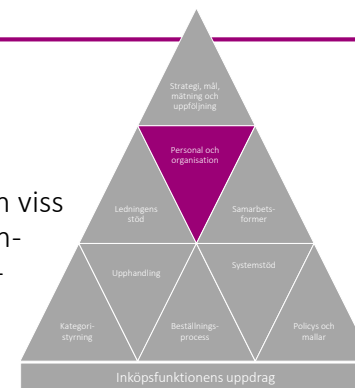 Strategi, mål,
mätning och
uppföljning
Personal och
organisation
Ledningens
stöd
Samarbets-
former
viss
Upphandling
Systemstöd
Kategori-
styrning
Beställnings-
process
Policys och
mallar
Inköpsfunktionens uppdrag